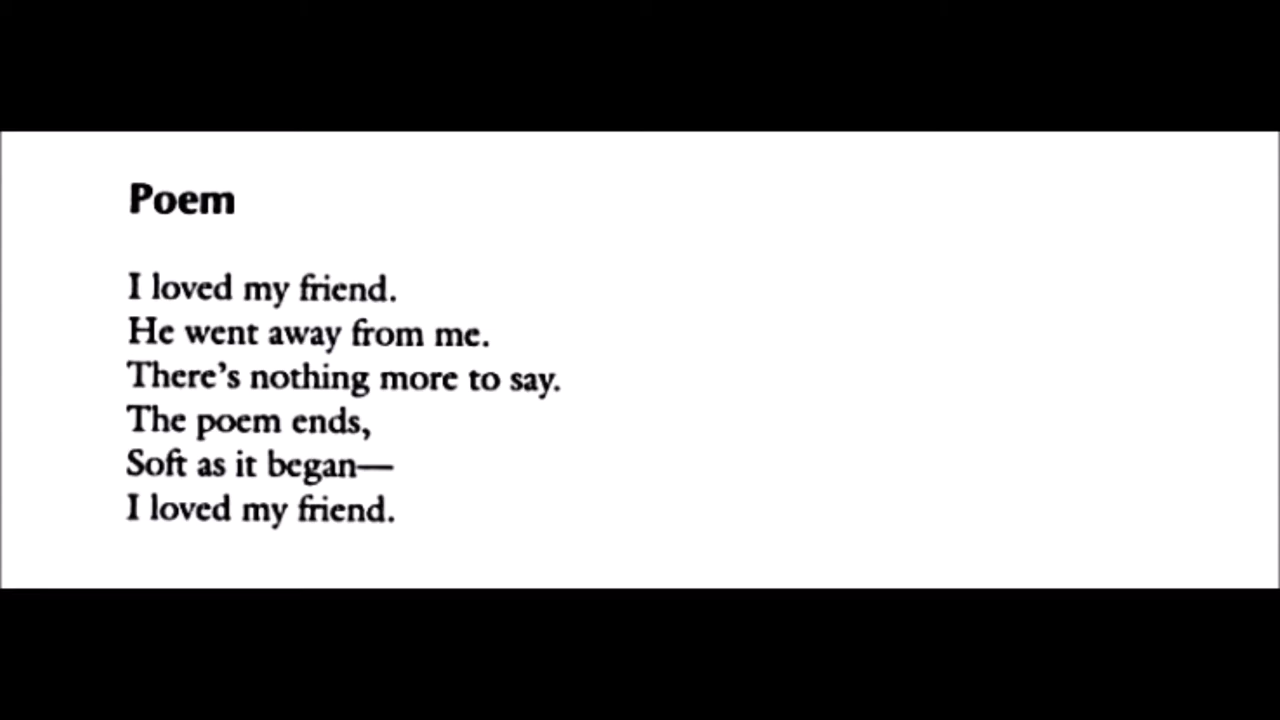 Poem
I loved my friend.
He went away from me.
There’s nothing more to say.
The poem ends,
Soft as it began—
I loved my friend.